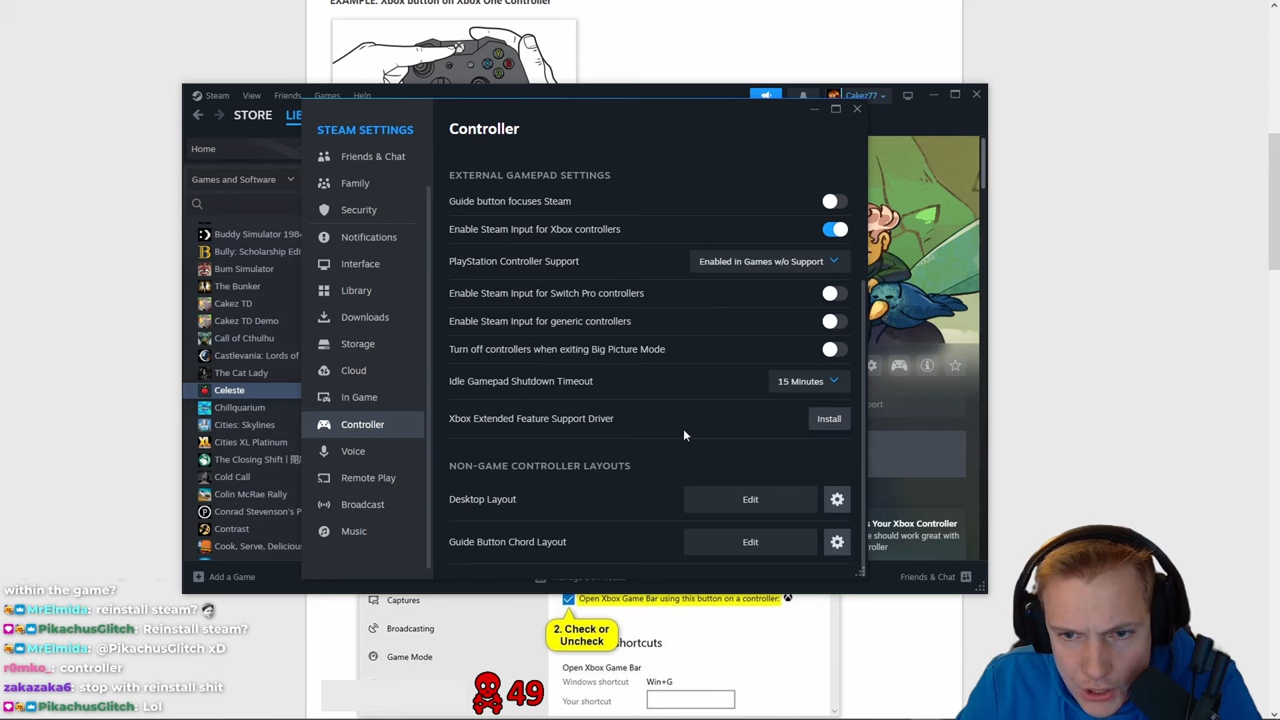 EXAMPLE: Xbox button on Xbox One Controller
Steam View Friends Games Help
Cakez77
STORE
LIB
Home
Games and Software
Buddy Simulator 1984
Bully: Scholarship Edi
Bum Simulator
The Bunker
Cakez TD
Cakez TD Demo
Call of Cthulhu
Castlevania: Lords of
The Cat Lady
Celeste
Chillquarium
Cities: Skylines
Cities XL Platinum
The Closing Shift |
Cold Call
Colin McRae Rally
Conrad Stevenson's P
Contrast
Cook, Serve, Delicious
Add a Game
STEAM SETTINGS
Friends & Chat
Family
Security
Notifications
Interface
Library
Downloads
Storage
Cloud
In Game
Controller
Voice
Remote Play
Broadcast
Music
Controller
EXTERNAL GAMEPAD SETTINGS
Guide button focuses Steam
Enable Steam Input for Xbox controllers
PlayStation Controller Support Enabled in Games w/o Support
Enable Steam Input for Switch Pro controllers
Enable Steam Input for generic controllers
Turn off controllers when exiting Big Picture Mode
Idle Gamepad Shutdown Timeout 15 Minutes
Xbox Extended Feature Support Driver Install
NON-GAME CONTROLLER LAYOUTS
Desktop Layout Edit
Guide Button Chord Layout Edit
port
s Your Xbox Controller
e should work great with
roller
Friends & Chat
Captures
Broadcasting
Game Mode
Open Xbox Game Bar using this button on a controller:
2. Check or
Uncheck
shortcuts
Open Xbox Game Bar
Windows shortcut Win+G
Your shortcut
49
within the game?
MrElmida: reinstall steam?
PikachusGlitch: Reinstall steam?
MrElmida: @PikachusGlitch xD
r0mko_: controller
zakazaka6: stop with reinstall shit
PikachusGlitch: Lol